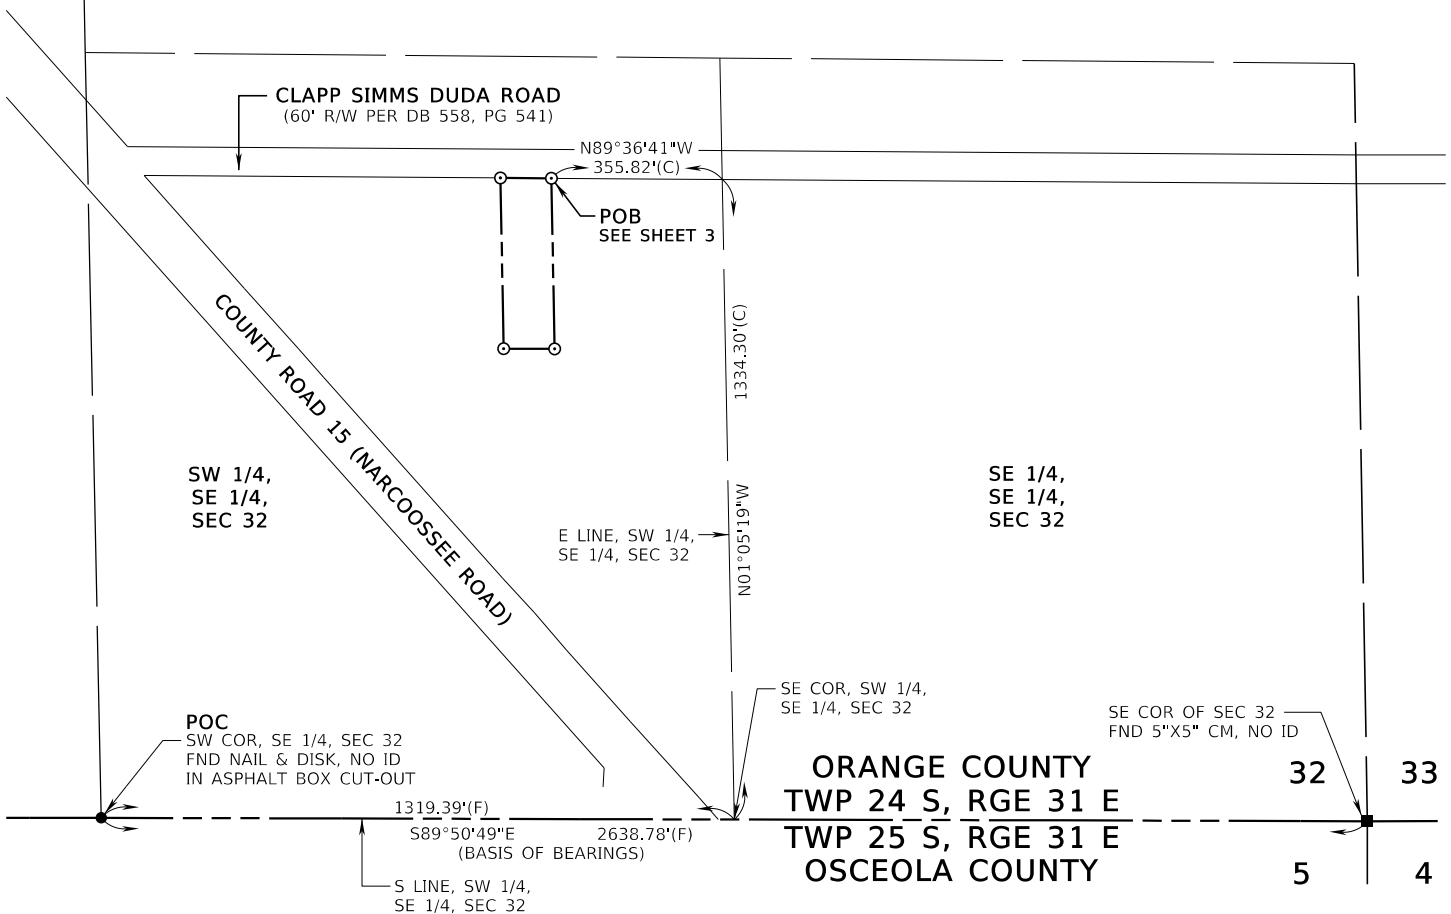 CLAPP SIMMS DUDA ROAD
(60' R/W PER DB 558, PG 541)
N89°36'41"W
355.82'(C)
POB
SEE SHEET 3
COUNTY ROAD 15 (NARCOOSSEE ROAD)
1334.30'(C)
N01°05'19"W
SW 1/4,
SE 1/4,
SEC 32
SE 1/4,
SE 1/4,
SEC 32
E LINE, SW 1/4,
SE 1/4, SEC 32
SE COR, SW 1/4,
SE 1/4, SEC 32
SE COR OF SEC 32
FND 5"X5" CM, NO ID
POC
SW COR, SE 1/4, SEC 32
FND NAIL & DISK, NO ID
IN ASPHALT BOX CUT-OUT
ORANGE COUNTY
TWP 24 S, RGE 31 E
TWP 25 S, RGE 31 E
OSCEOLA COUNTY
32
33
5
4
1319.39'(F)
S89°50'49"E
2638.78'(F)
(BASIS OF BEARINGS)
S LINE, SW 1/4,
SE 1/4, SEC 32